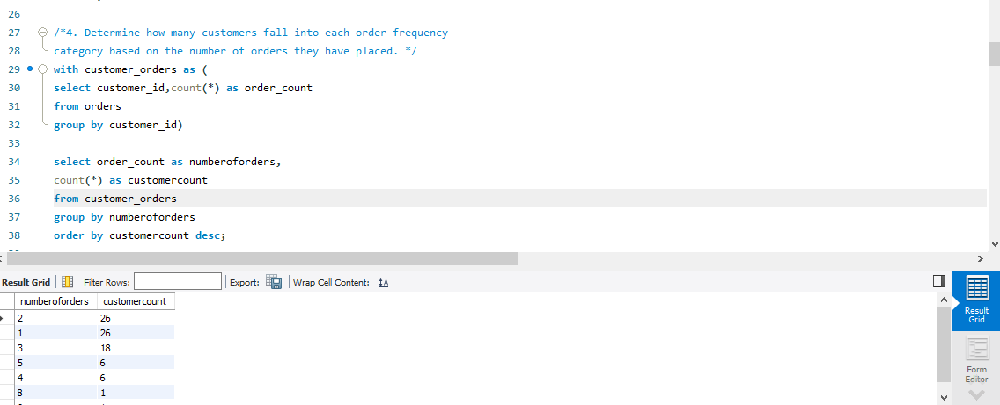 26
27 /*4. Determine how many customers fall into each order frequency
28 category based on the number of orders they have placed. */
29 with customer_orders as (
30 select customer_id,count(*) as order_count
31 from orders
32 group by customer_id)
33
34 select order_count as numberoforders,
35 count(*) as customercount
36 from customer_orders
37 group by numberoforders
38 order by customercount desc;
Result Grid Filter Rows: Export: Wrap Cell Content: IA
numberoforders customercount
2 26
1 26
3 18
5 6
4 6
8 1
Result
Grid
Form
Editor